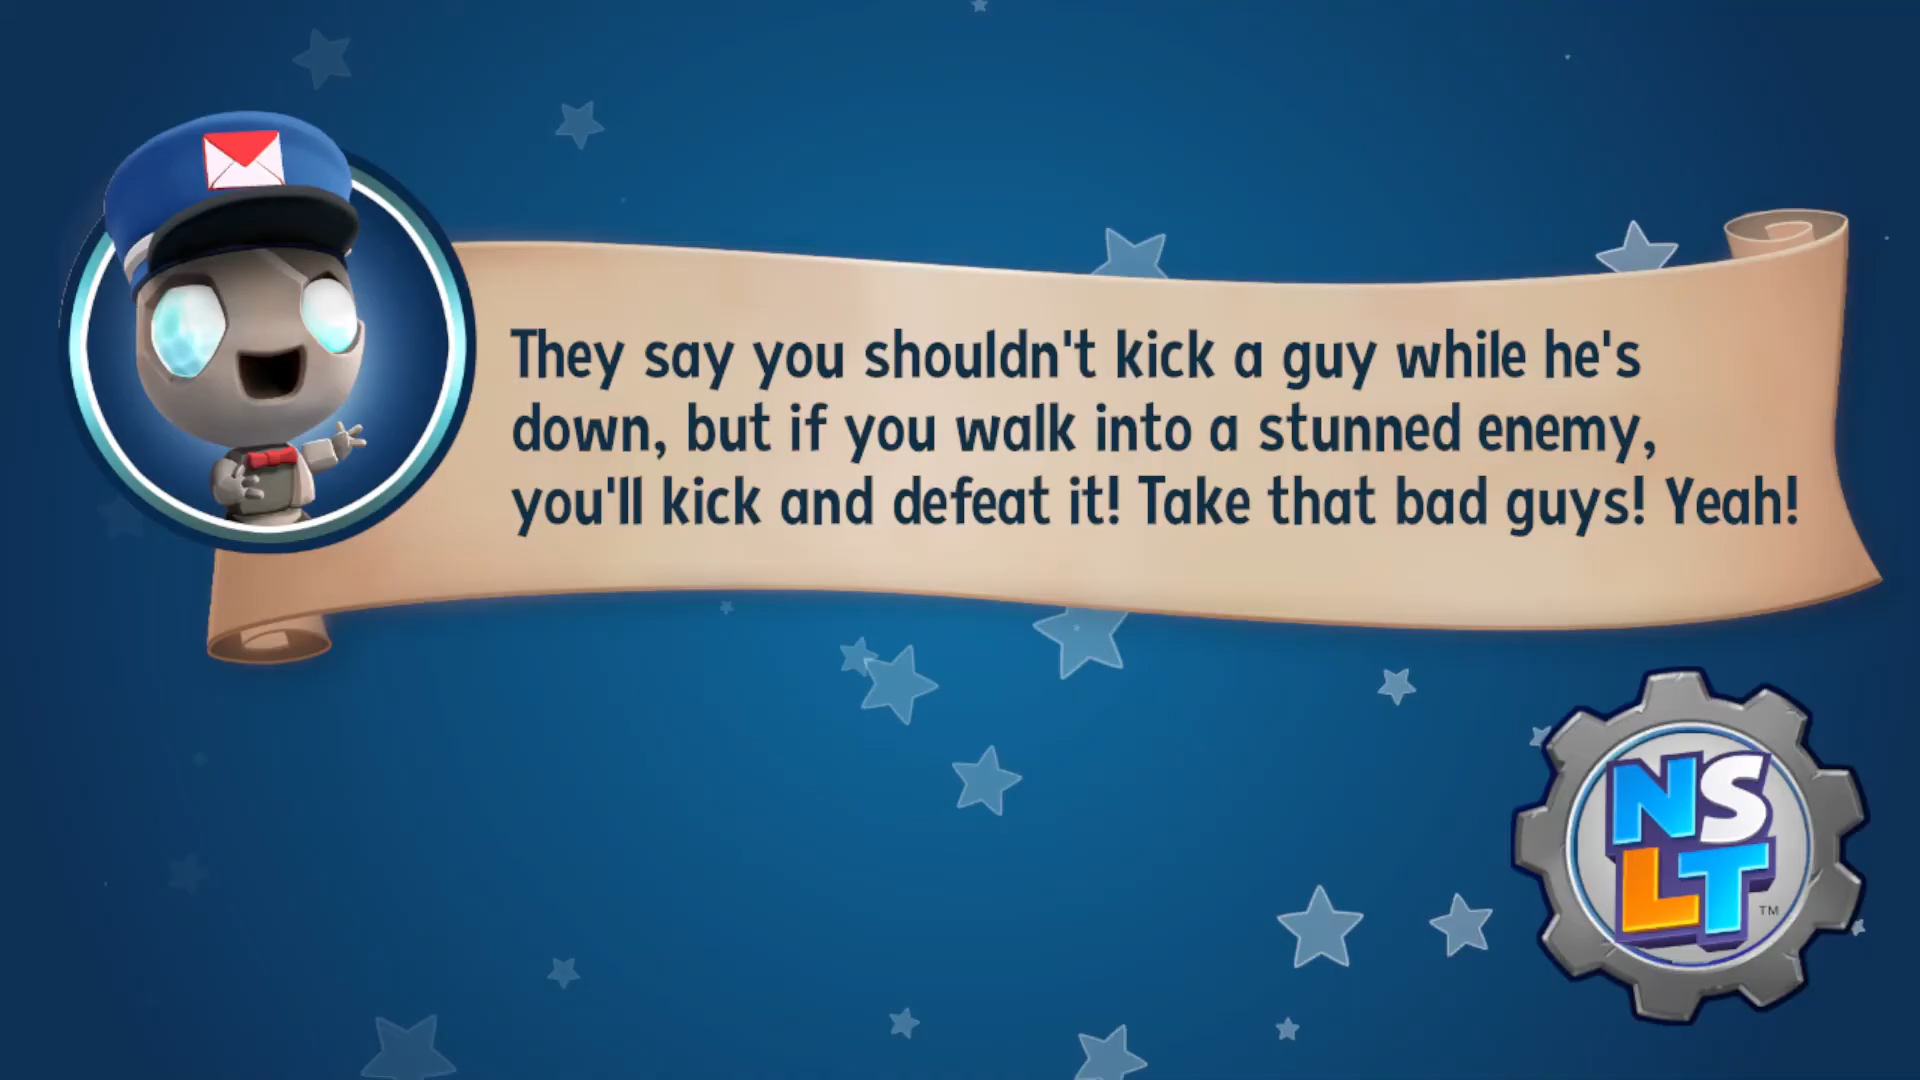 They say you shouldn't kick a guy while he's
down, but if you walk into a stunned enemy,
you'll kick and defeat it! Take that bad guys! Yeah!
NS
LT
TM